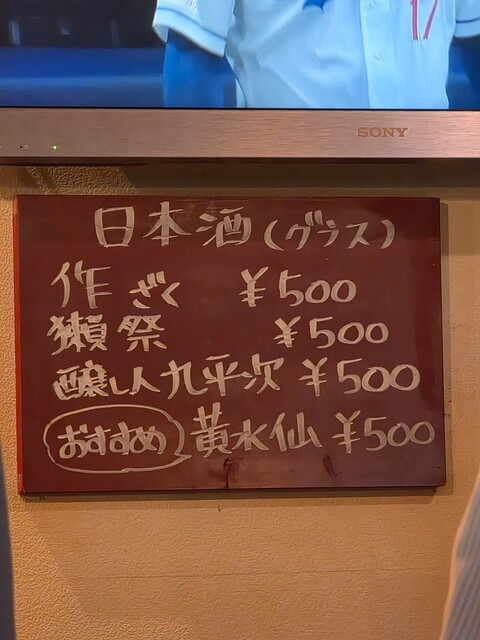 17
SONY
日本酒(グラス)
作 ざく ¥500
獺祭 ¥500
醸し人九平次 ¥500
おすすめ 黄水仙 ¥500